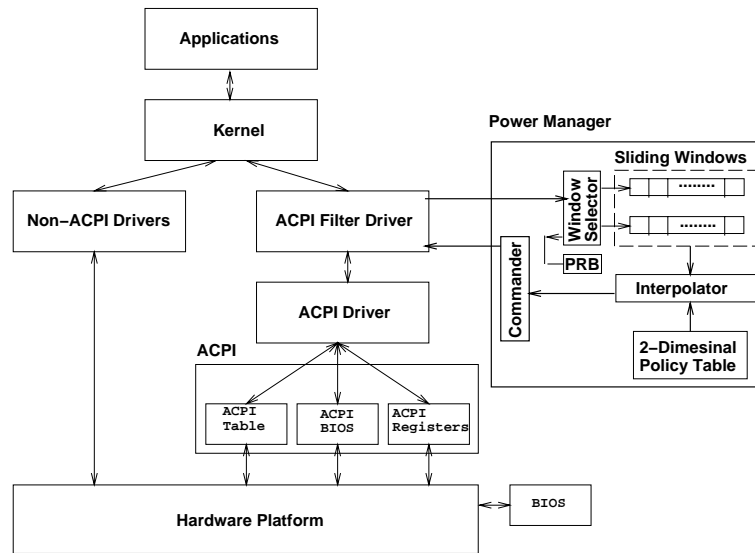 Applications
Kernel
Power Manager
Sliding Windows
Non−ACPI Drivers
ACPI Filter Driver
Window
Selector
........
........
PRB
Commander
Interpolator
ACPI Driver
2−Dimesinal
Policy Table
ACPI
ACPI
Table
ACPI
BIOS
ACPI
Registers
Hardware Platform
BIOS